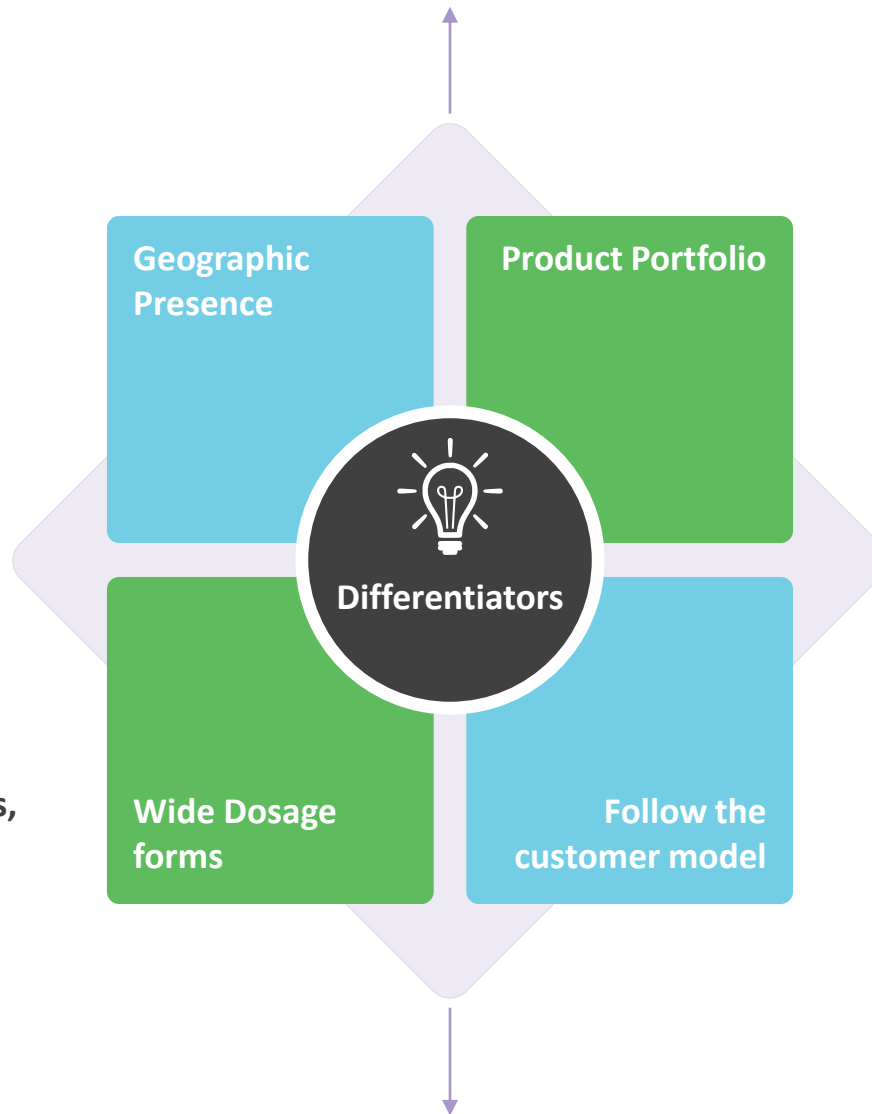 Geographic
Presence
Product Portfolio
Differentiators
s,
Wide Dosage
forms
Follow the
customer model